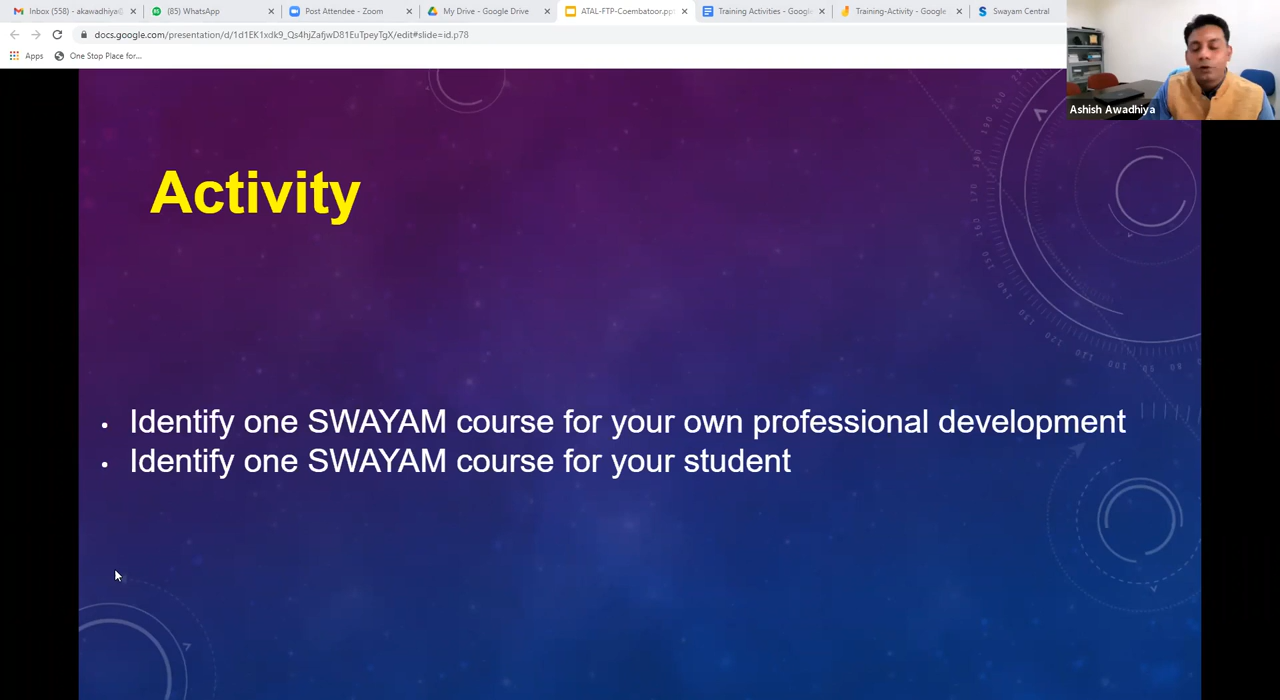 Inbox (558) - akawadhiya@
(85) WhatsApp
Post Attendee - Zoom
My Drive - Google Drive
ATAL-FTP-Coembatoor.pp
Training Activities - Googl
Training-Activity - Google
Swayam Central
docs.google.com/presentation/d/1d1EK1xdk9_Qs4hjZafjwD81EuTpeyTgX/edit#slide=id.p78
Apps
One Stop Place for...
Ashish Awadhiya
Activity
• Identify one SWAYAM course for your own professional development
• Identify one SWAYAM course for your student